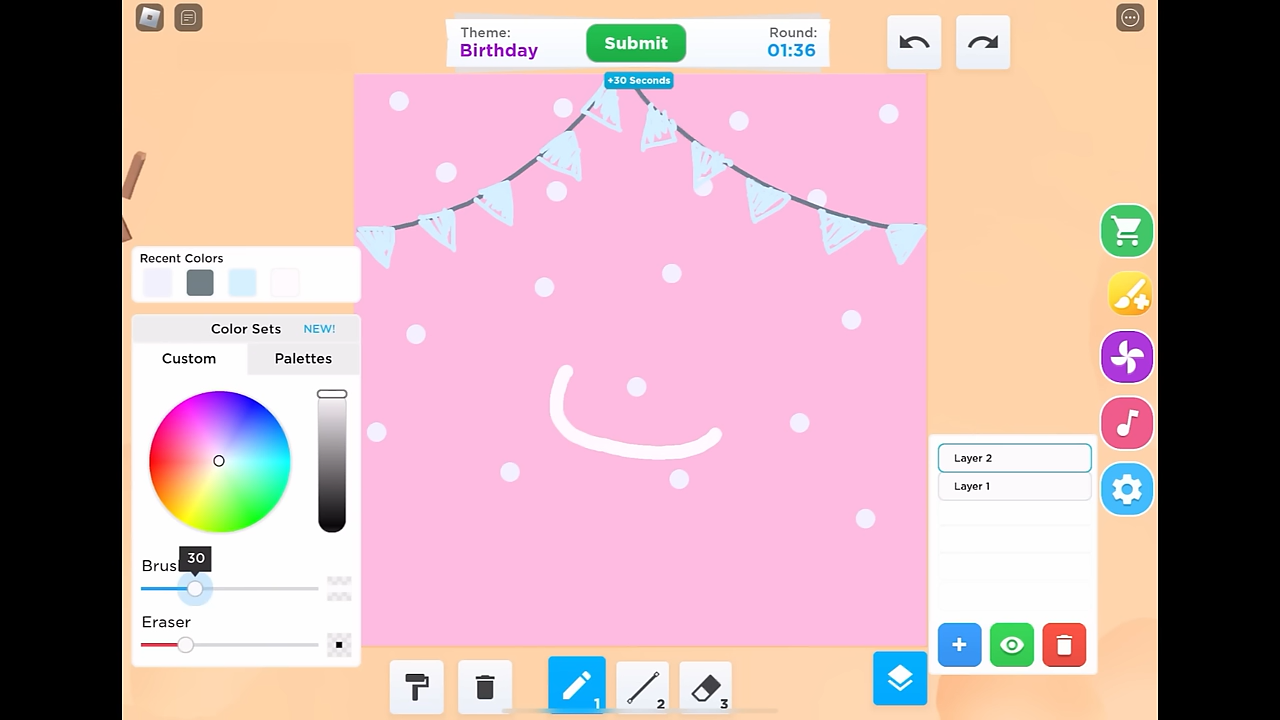 Theme:
Birthday
Submit
Round:
01:36
+30 Seconds
Recent Colors
Color Sets NEW!
Custom Palettes
30
Brus
Eraser
Layer 2
Layer 1
1 2 3